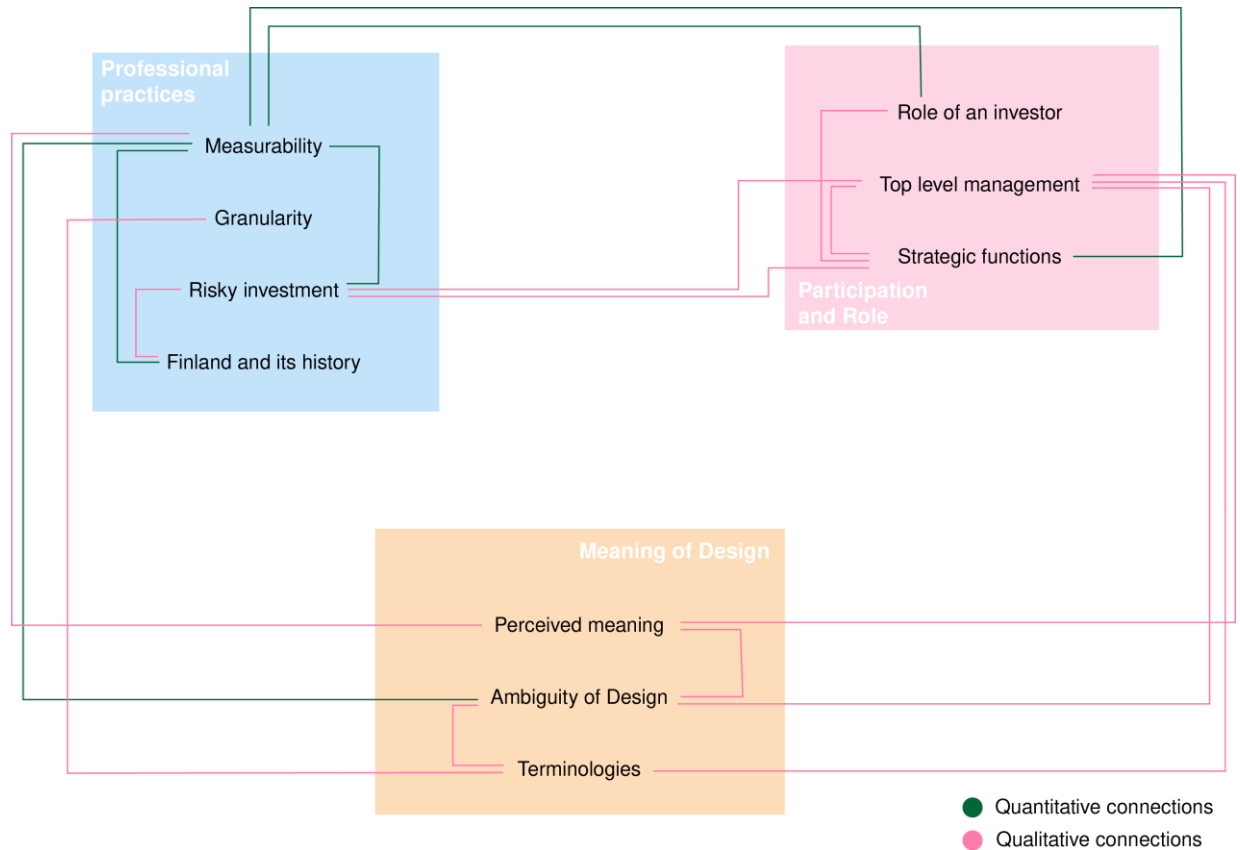 Professional
practices
Measurability
Granularity
Risky investment
Finland and its history
Role of an investor
Top level management
Strategic functions
Participation
and Role
Meaning of Design
Perceived meaning
Ambiguity of Design
Terminologies
Quantitative connections
Qualitative connections